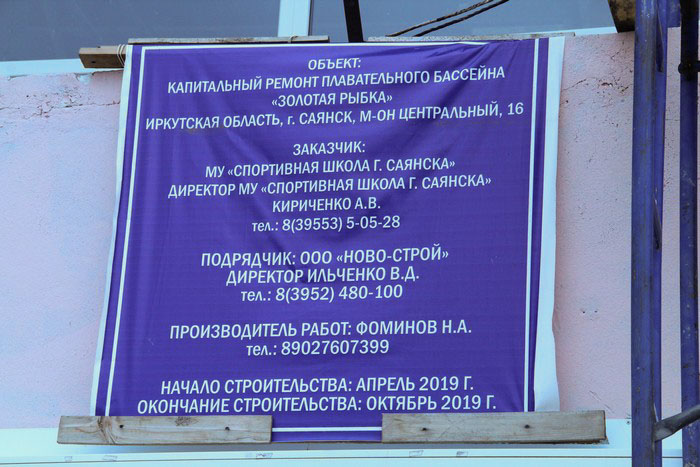 ОБЪЕКТ:
КАПИТАЛЬНЫЙ РЕМОНТ ПЛАВАТЕЛЬНОГО БАССЕЙНА
«ЗОЛОТАЯ РЫБКА»
ИРКУТСКАЯ ОБЛАСТЬ, г. САЯНСК, М-ОН ЦЕНТРАЛЬНЫЙ, 16
ЗАКАЗЧИК:
МУ «СПОРТИВНАЯ ШКОЛА Г. САЯНСКА»
ДИРЕКТОР МУ «СПОРТИВНАЯ ШКОЛА Г. САЯНСКА»
КИРИЧЕНКО А.В.
тел.: 8(39553) 5-05-28
ПОДРЯДЧИК: ООО «НОВО-СТРОЙ»
ДИРЕКТОР ИЛЬЧЕНКО В.Д.
тел.: 8(3952) 480-100
ПРОИЗВОДИТЕЛЬ РАБОТ: ФОМИНОВ Н.А.
тел.: 89027607399
НАЧАЛО СТРОИТЕЛЬСТВА: АПРЕЛЬ 2019 Г.
ОКОНЧАНИЕ СТРОИТЕЛЬСТВА: ОКТЯБРЬ 2019 Г.